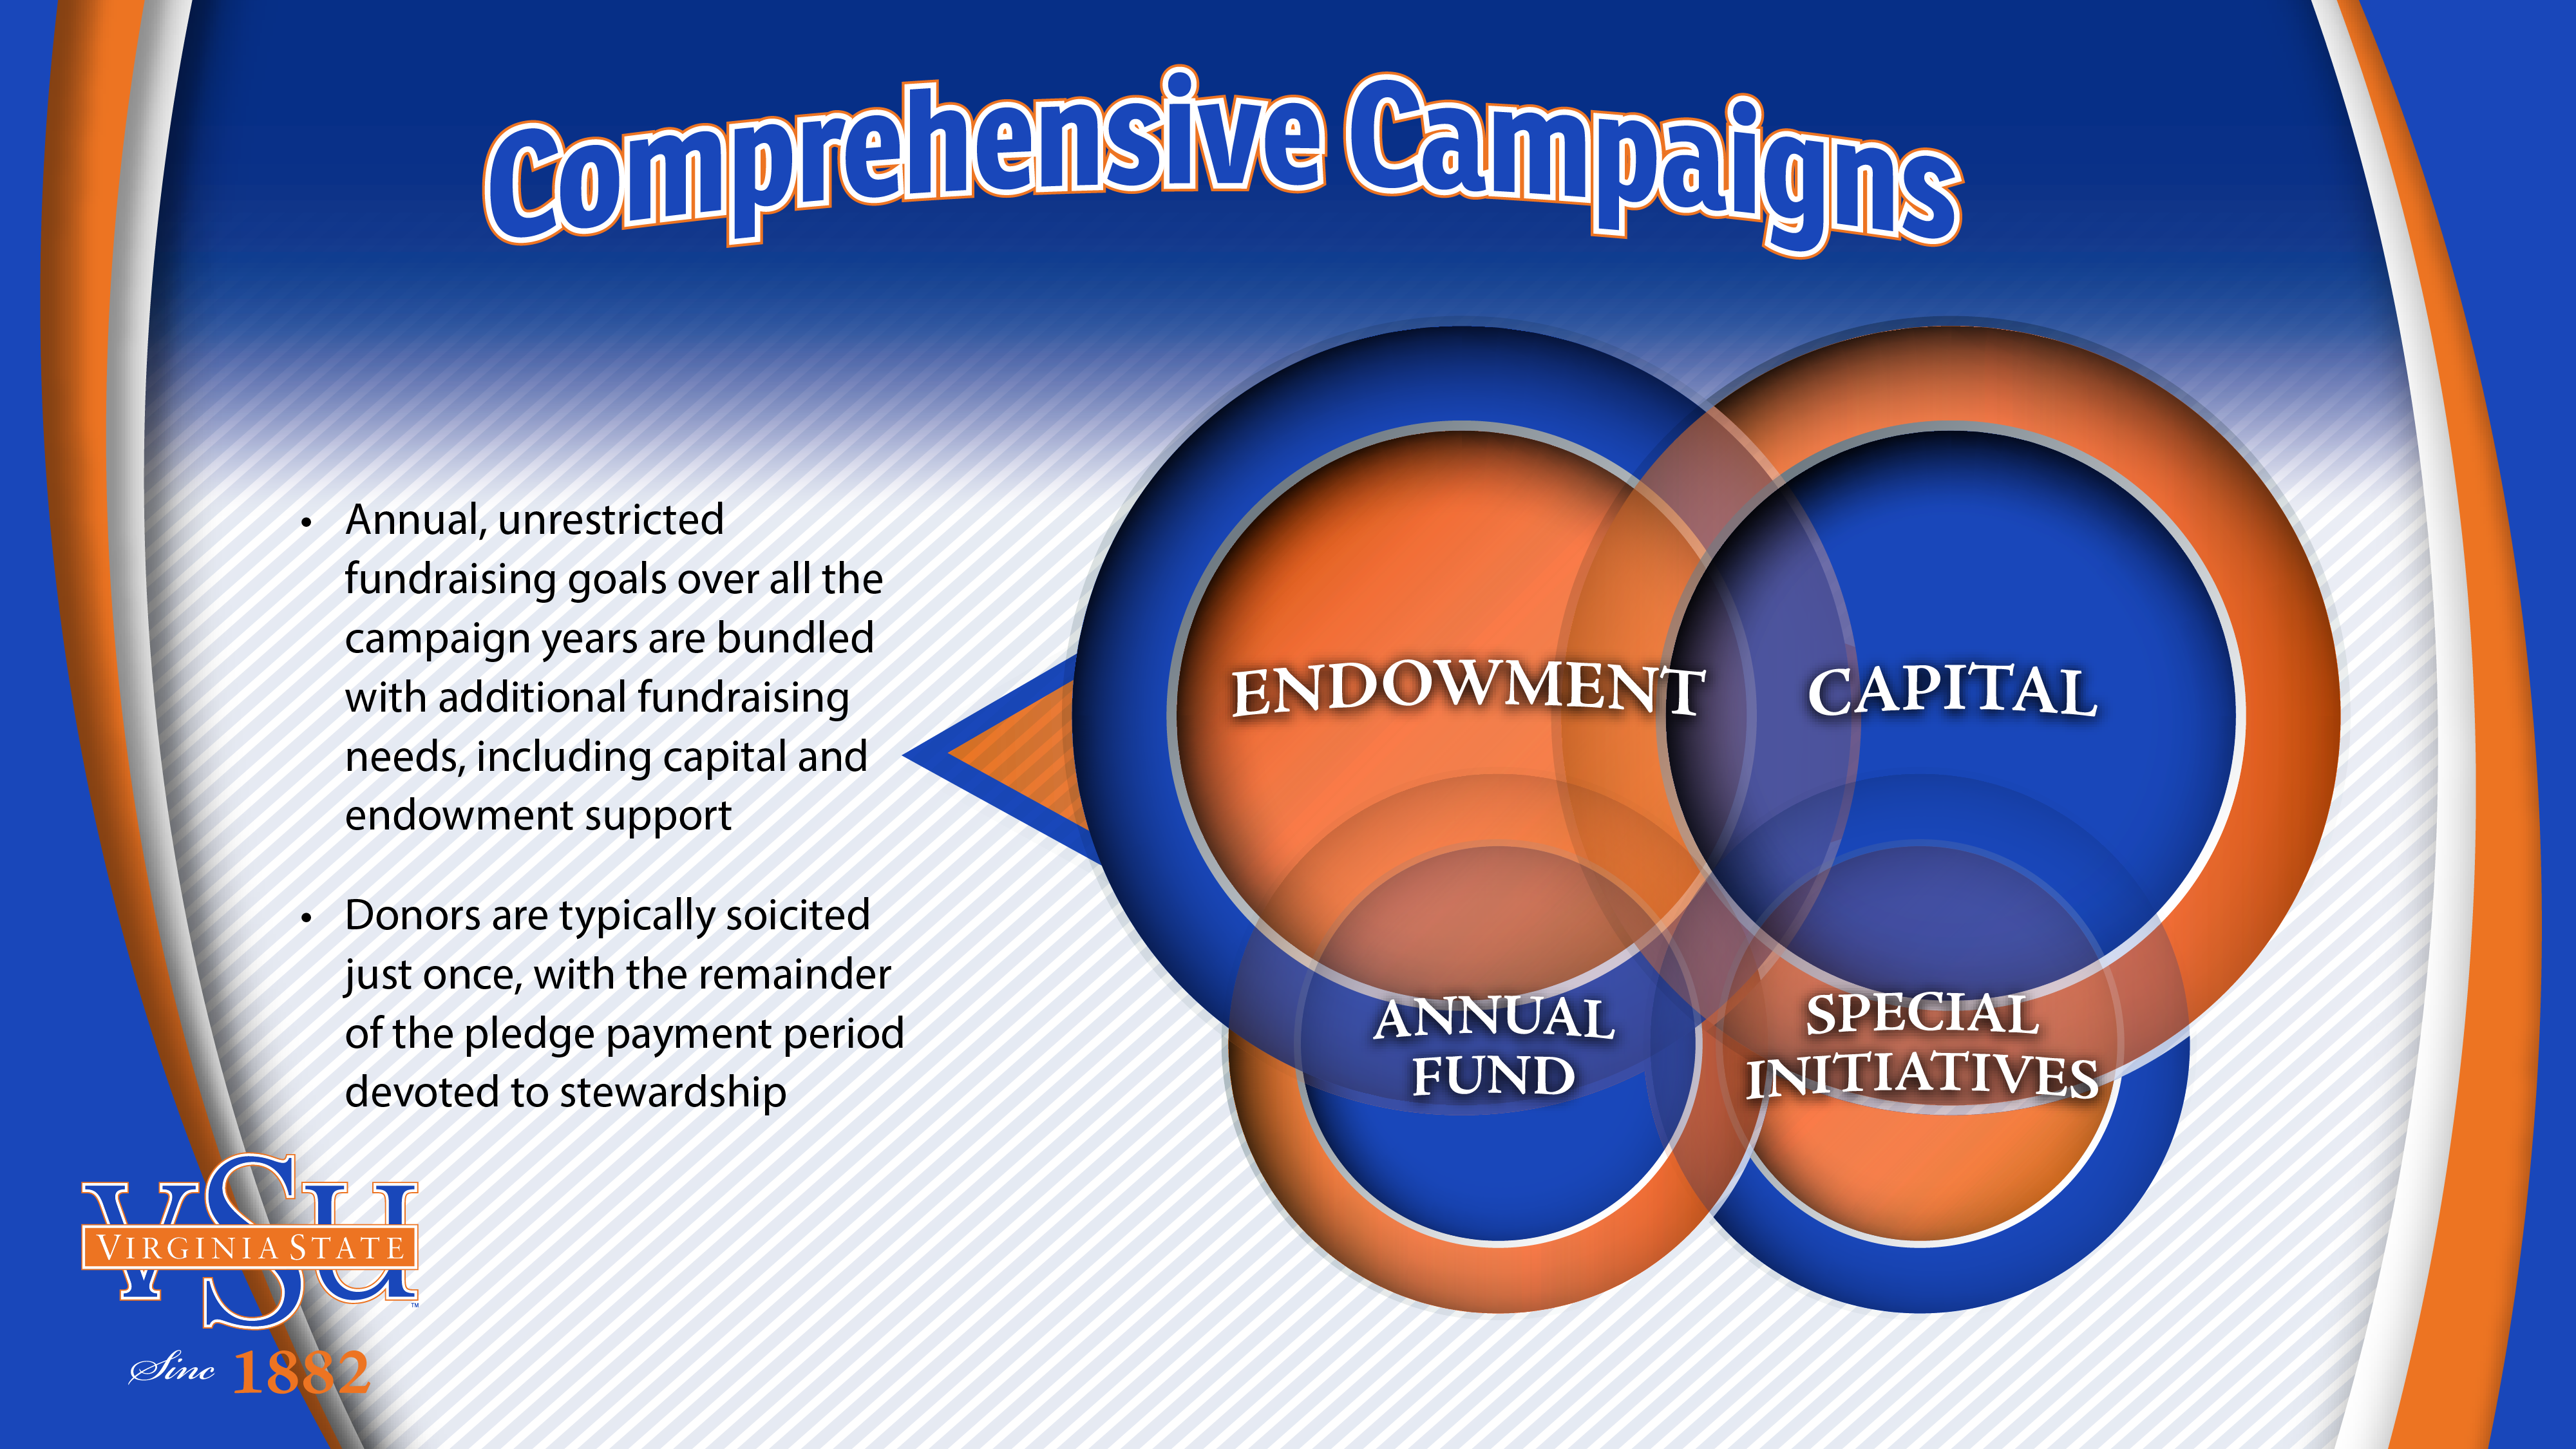 Comprehensive Campaigns
• Annual, unrestricted
fundraising goals over all the
campaign years are bundled
with additional fundraising
needs, including capital and
endowment support
• Donors are typically soicited
just once, with the remainder
of the pledge payment period
devoted to stewardship
ENDOWMENT
CAPITAL
ANNUAL
FUND
SPECIAL
INITIATIVES
VSU
VIRGINIA STATE
™
Sinc 1882